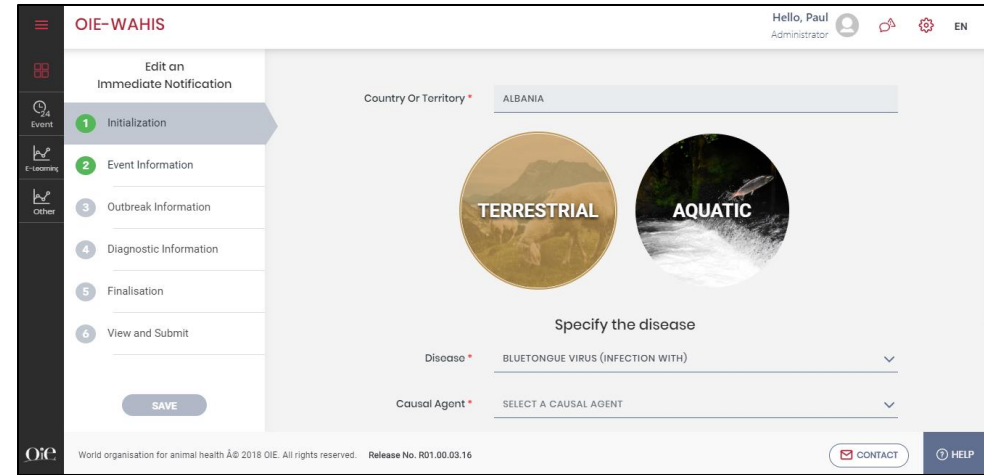 OIE-WAHIS
Hello, Paul
Administrator
EN
24
Event
E-Learning
Other
Edit an
Immediate Notification
1 Initialization
2 Event Information
3 Outbreak Information
4 Diagnostic Information
5 Finalisation
6 View and Submit
SAVE
Country Or Territory *
ALBANIA
TERRESTRIAL
AQUATIC
Specify the disease
Disease *
BLUETONGUE VIRUS (INFECTION WITH)
Causal Agent *
SELECT A CAUSAL AGENT
Oie
World organisation for animal health Â© 2018 OIE. All rights reserved. Release No. R01.00.03.16
CONTACT
? HELP